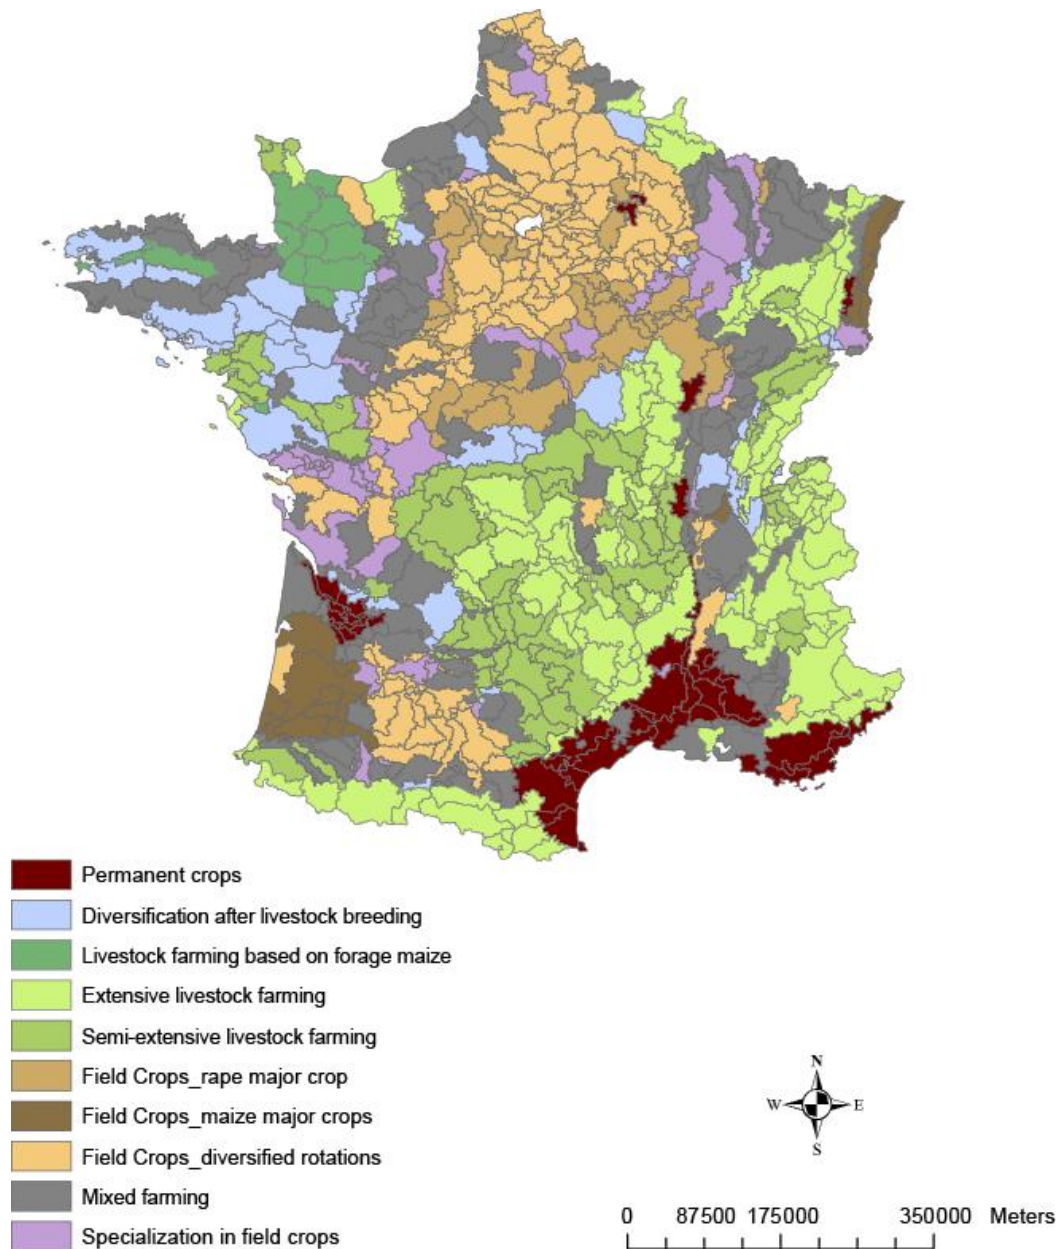 Permanent crops
Diversification after livestock breeding
Livestock farming based on forage maize
Extensive livestock farming
Semi-extensive livestock farming
Field Crops_rape major crop
Field Crops_maize major crops
Field Crops_diversified rotations
Mixed farming
Specialization in field crops
N
W E
S
0 87500 175000 350000 Meters